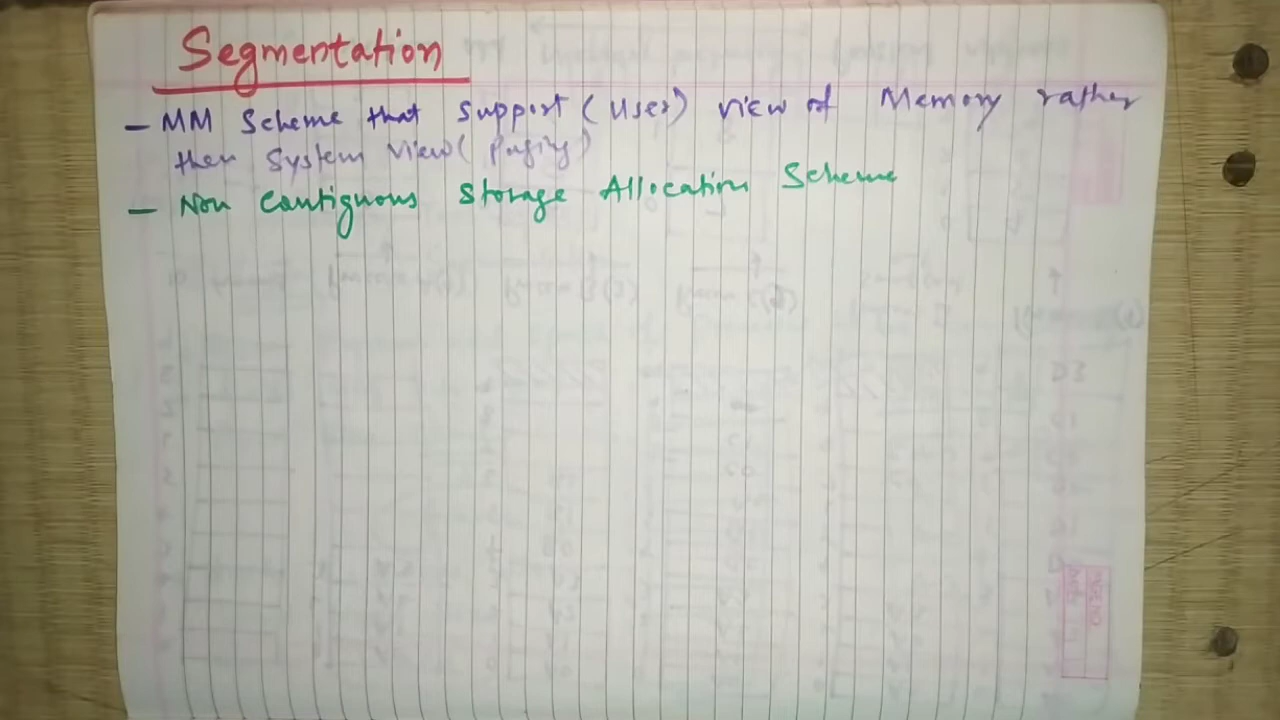 Segmentation
- MM Scheme that support (User) view of Memory rather
then System view (Paging)
- Non Contiguous Storage Allocation Scheme